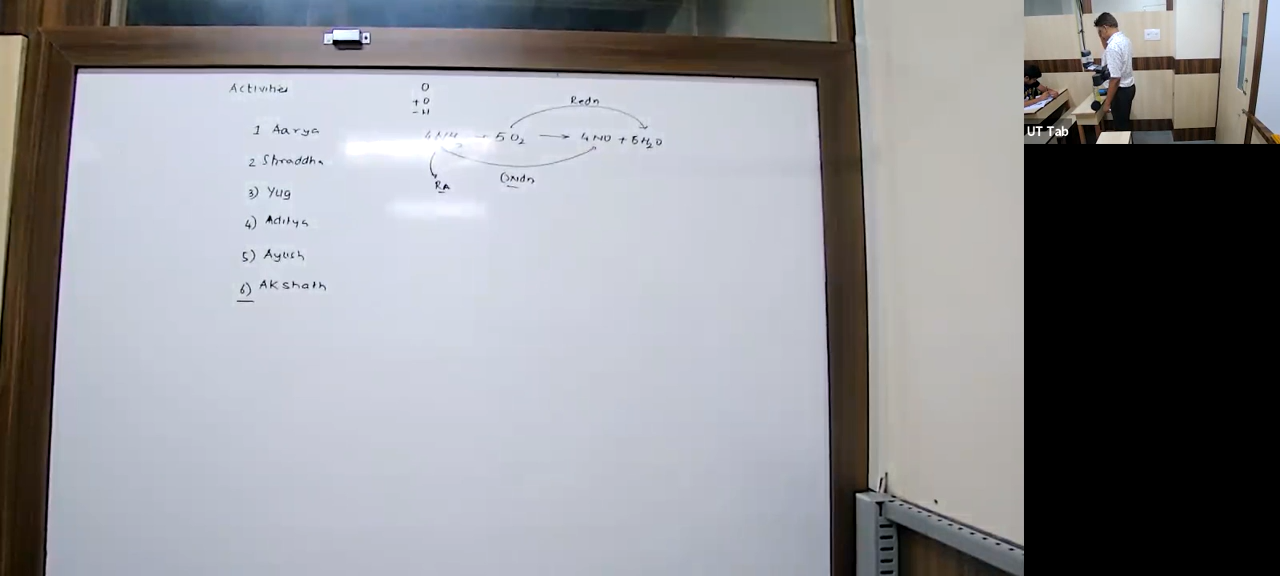 Activities
1 Aarya
2 Shraddha
3) Yug
4) Aditya
5) Ayush
6) Akshath
O
+ O
- H
Redn
4NH3 + 5O2 → 4NO + 6H2O
RA
Oxidn
UT Tab